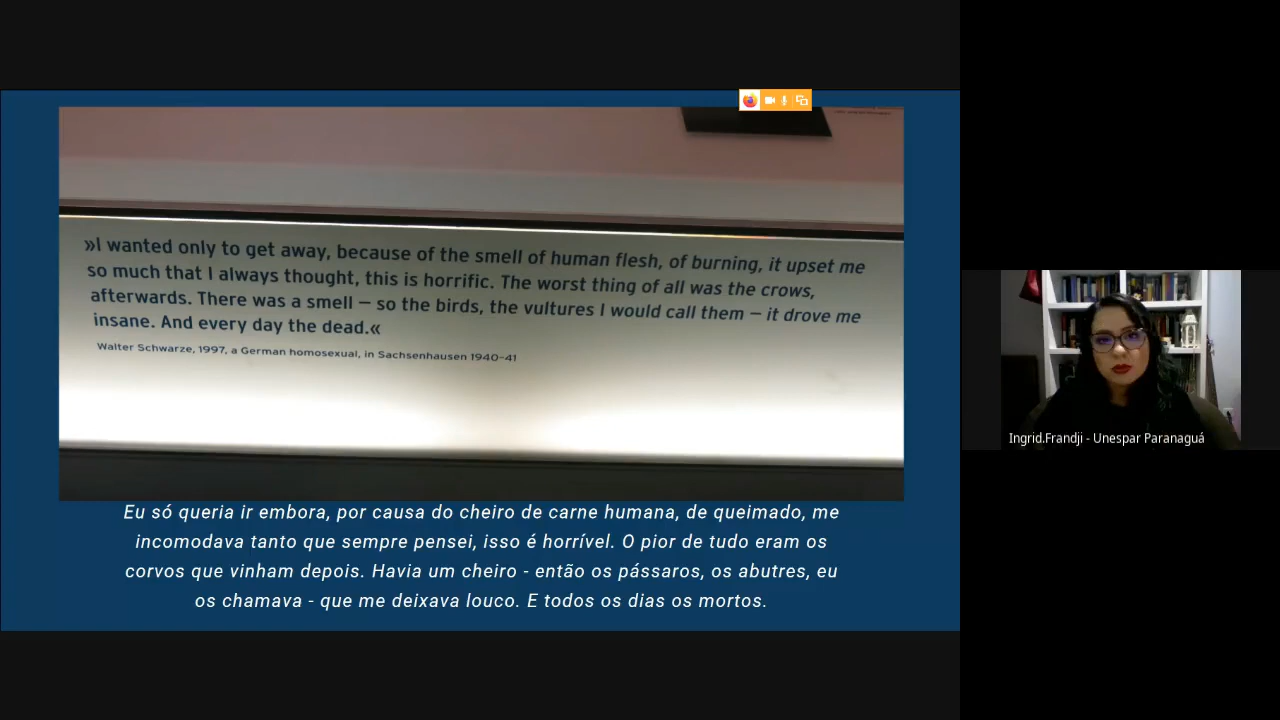 »I wanted only to get away, because of the smell of human flesh, of burning, it upset me
so much that I always thought, this is horrific. The worst thing of all was the crows,
afterwards. There was a smell – so the birds, the vultures I would call them – it drove me
insane. And every day the dead.«
Walter Schwarze, 1997, a German homosexual, in Sachsenhausen 1940–41
Eu só queria ir embora, por causa do cheiro de carne humana, de queimado, me
incomodava tanto que sempre pensei, isso é horrível. O pior de tudo eram os
corvos que vinham depois. Havia um cheiro - então os pássaros, os abutres, eu
os chamava - que me deixava louco. E todos os dias os mortos.
Ingrid.Frandji - Unespar Paranaguá